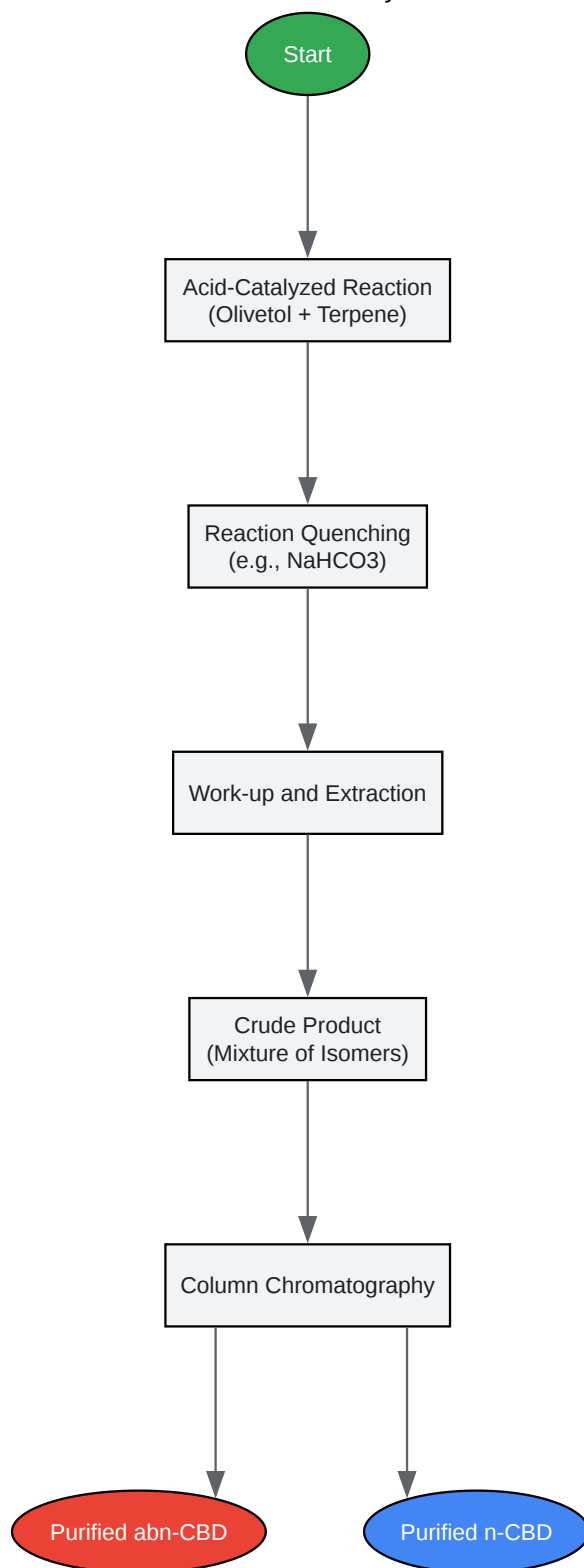 Start
Acid-Catalyzed Reaction
(Olivetol + Terpene)
Reaction Quenching
(e.g., NaHCO3)
Work-up and Extraction
Crude Product
(Mixture of Isomers)
Column Chromatography
Purified abn-CBD
Purified n-CBD